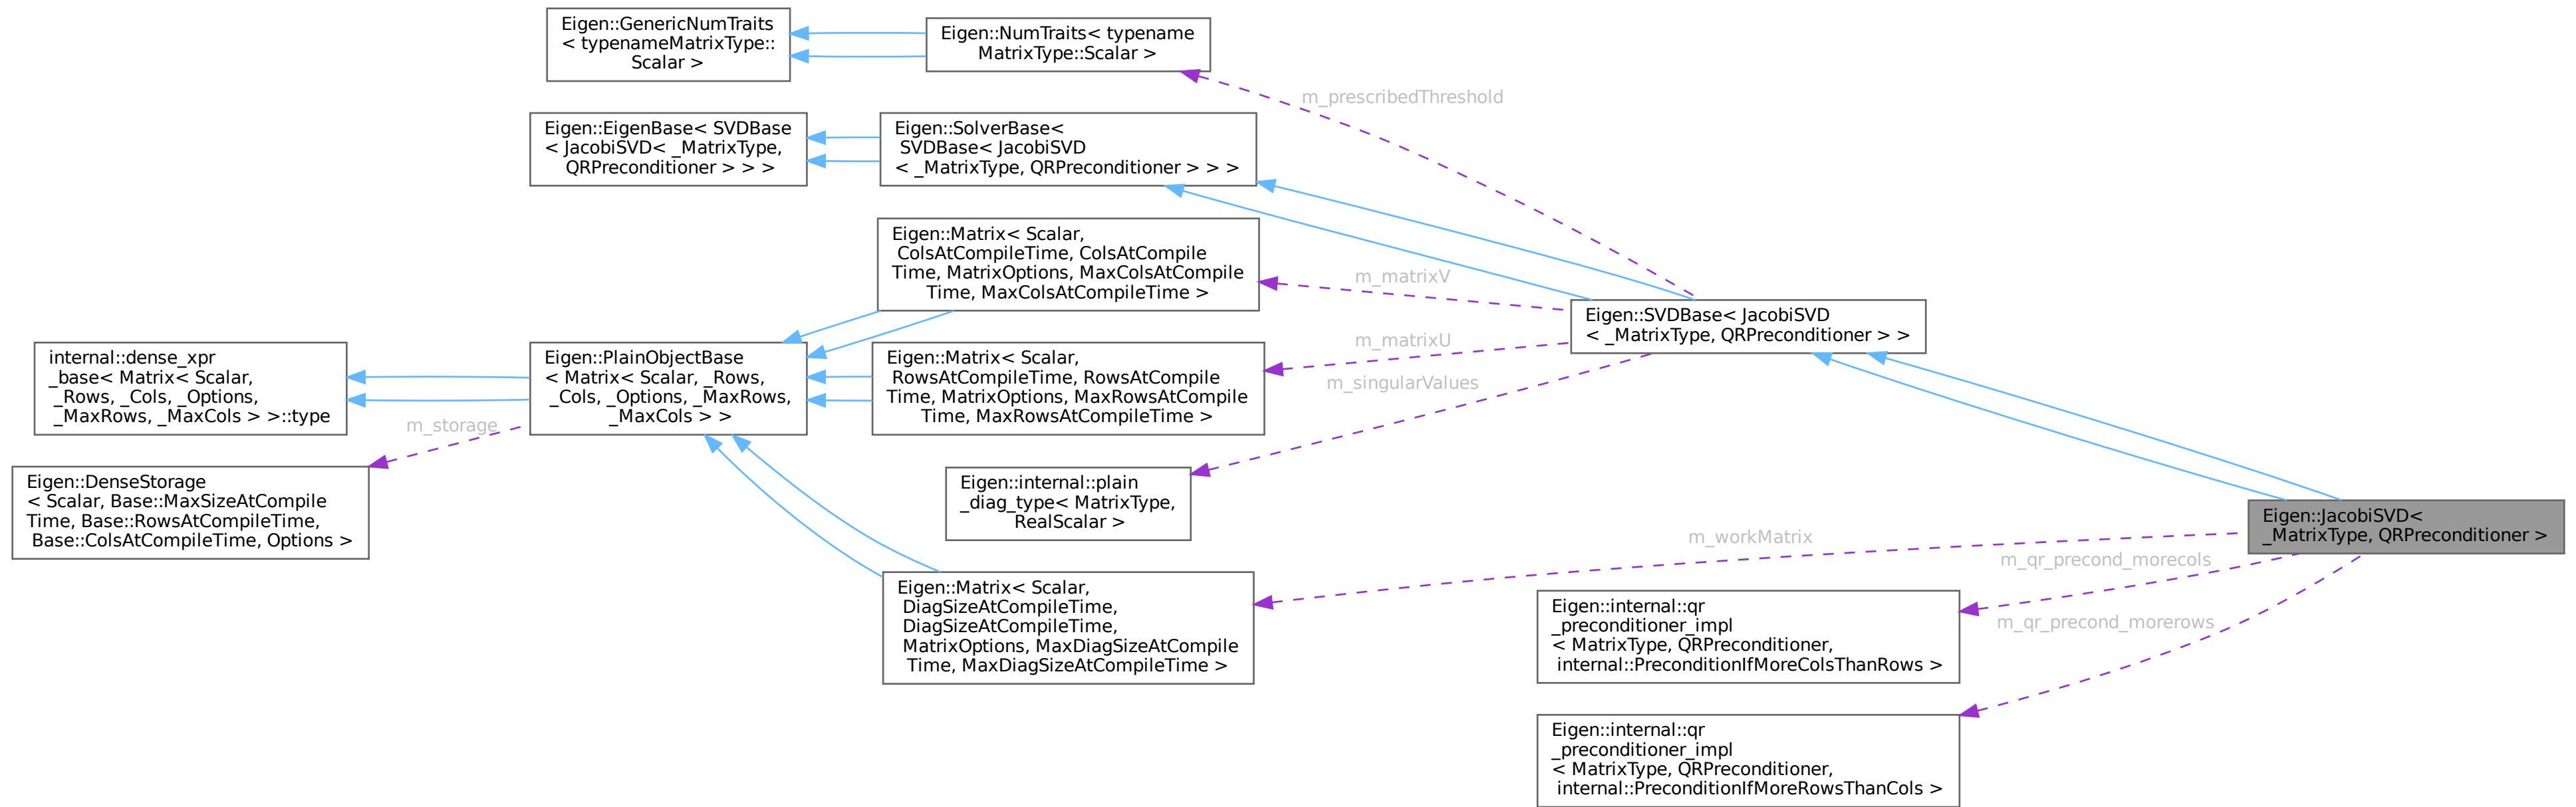 Eigen::GenericNumTraits
< typenameMatrixType::
Scalar >
Eigen::NumTraits< typename
MatrixType::Scalar >
m_prescribedThreshold
Eigen::EigenBase< SVDBase
< JacobiSVD< _MatrixType,
QRPreconditioner > > >
Eigen::SolverBase<
SVDBase< JacobiSVD
< _MatrixType, QRPreconditioner > > >
Eigen::Matrix< Scalar,
ColsAtCompileTime, ColsAtCompile
Time, MatrixOptions, MaxColsAtCompile
Time, MaxColsAtCompileTime >
m_matrixV
Eigen::SVDBase< JacobiSVD
< _MatrixType, QRPreconditioner > >
internal::dense_xpr
_base< Matrix< Scalar,
_Rows, _Cols, _Options,
_MaxRows, _MaxCols > >::type
Eigen::PlainObjectBase
< Matrix< Scalar, _Rows,
_Cols, _Options, _MaxRows,
_MaxCols > >
Eigen::Matrix< Scalar,
RowsAtCompileTime, RowsAtCompile
Time, MatrixOptions, MaxRowsAtCompile
Time, MaxRowsAtCompileTime >
m_matrixU
m_singularValues
m_storage
Eigen::DenseStorage
< Scalar, Base::MaxSizeAtCompile
Time, Base::RowsAtCompileTime,
Base::ColsAtCompileTime, Options >
Eigen::internal::plain
_diag_type< MatrixType,
RealScalar >
Eigen::JacobiSVD<
_MatrixType, QRPreconditioner >
m_workMatrix
m_qr_precond_morecols
m_qr_precond_morerows
Eigen::Matrix< Scalar,
DiagSizeAtCompileTime,
DiagSizeAtCompileTime,
MatrixOptions, MaxDiagSizeAtCompile
Time, MaxDiagSizeAtCompileTime >
Eigen::internal::qr
_preconditioner_impl
< MatrixType, QRPreconditioner,
internal::PreconditionIfMoreColsThanRows >
Eigen::internal::qr
_preconditioner_impl
< MatrixType, QRPreconditioner,
internal::PreconditionIfMoreRowsThanCols >